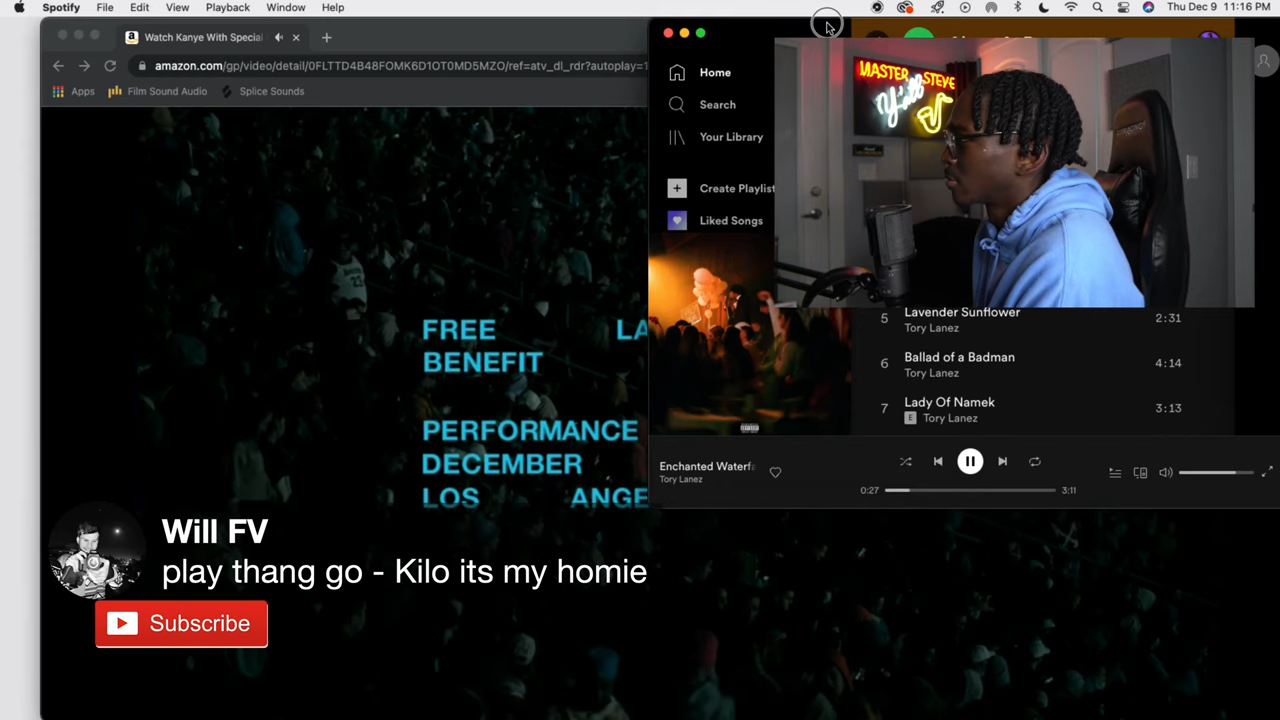 Spotify File Edit View Playback Window Help
Thu Dec 9 11:16 PM
Watch Kanye With Special
amazon.com/gp/video/detail/0FLTTD4B48FOMK6D1OT0MD5MZO/ref=atv_dl_rdr?autoplay=1
Apps Film Sound Audio Splice Sounds
FREE LA
BENEFIT
PERFORMANCE
DECEMBER
LOS ANGE
Home
Search
Your Library
Create Playlist
Liked Songs
MASTER STEVE
y'all
5 Lavender Sunflower 2:31
Tory Lanez
6 Ballad of a Badman 4:14
Tory Lanez
7 Lady Of Namek 3:13
E Tory Lanez
Enchanted Waterfa
Tory Lanez
0:27 3:11
Will FV
play thang go - Kilo its my homie
Subscribe